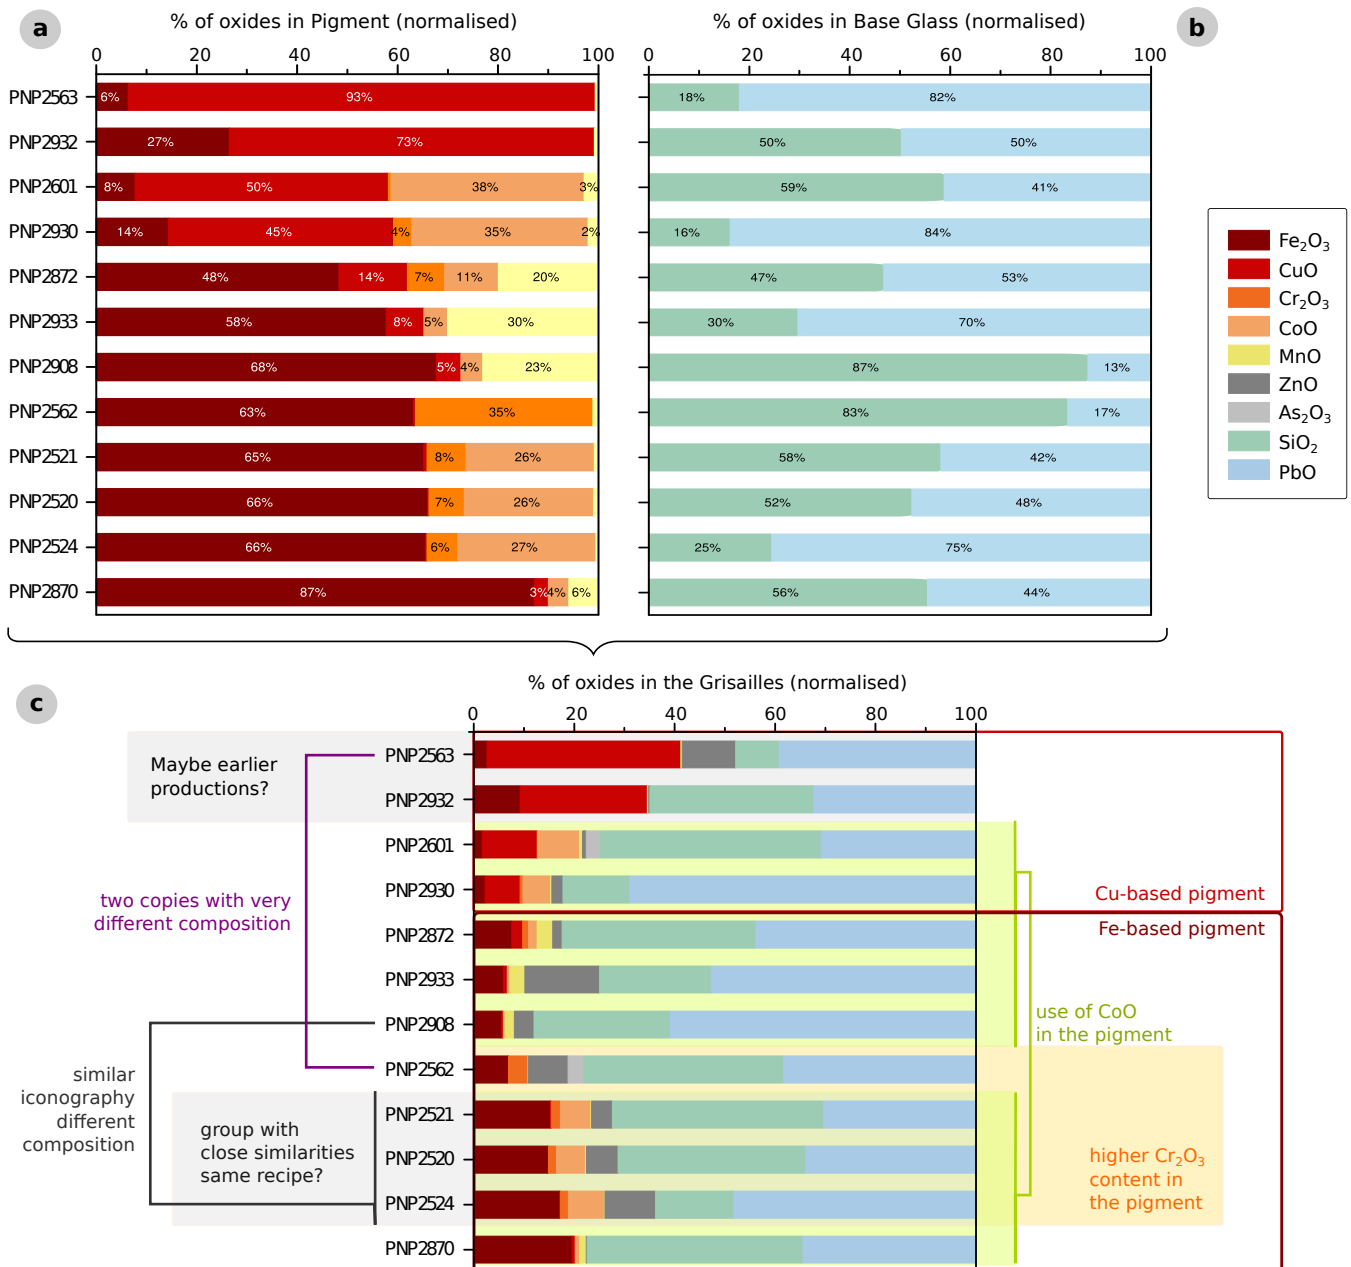 a
% of oxides in Pigment (normalised)
0 20 40 60 80 100
PNP2563 6% 93%
PNP2932 27% 73%
PNP2601 8% 50% 38% 3%
PNP2930 14% 45% 4% 35% 2%
PNP2872 48% 14% 7% 11% 20%
PNP2933 58% 8% 5% 30%
PNP2908 68% 5% 4% 23%
PNP2562 63% 35%
PNP2521 65% 8% 26%
PNP2520 66% 7% 26%
PNP2524 66% 6% 27%
PNP2870 87% 3% 4% 6%
% of oxides in Base Glass (normalised)
b
0 20 40 60 80 100
18% 82%
50% 50%
59% 41%
16% 84%
47% 53%
30% 70%
87% 13%
83% 17%
58% 42%
52% 48%
25% 75%
56% 44%
Fe₂O₃
CuO
Cr₂O₃
CoO
MnO
ZnO
As₂O₃
SiO₂
PbO
c
% of oxides in the Grisailles (normalised)
0 20 40 60 80 100
PNP2563
PNP2932
PNP2601
PNP2930
PNP2872
PNP2933
PNP2908
PNP2562
PNP2521
PNP2520
PNP2524
PNP2870
Maybe earlier
productions?
two copies with very
different composition
similar
iconography
different
composition
group with
close similarities
same recipe?
Cu-based pigment
Fe-based pigment
use of CoO
in the pigment
higher Cr₂O₃
content in
the pigment